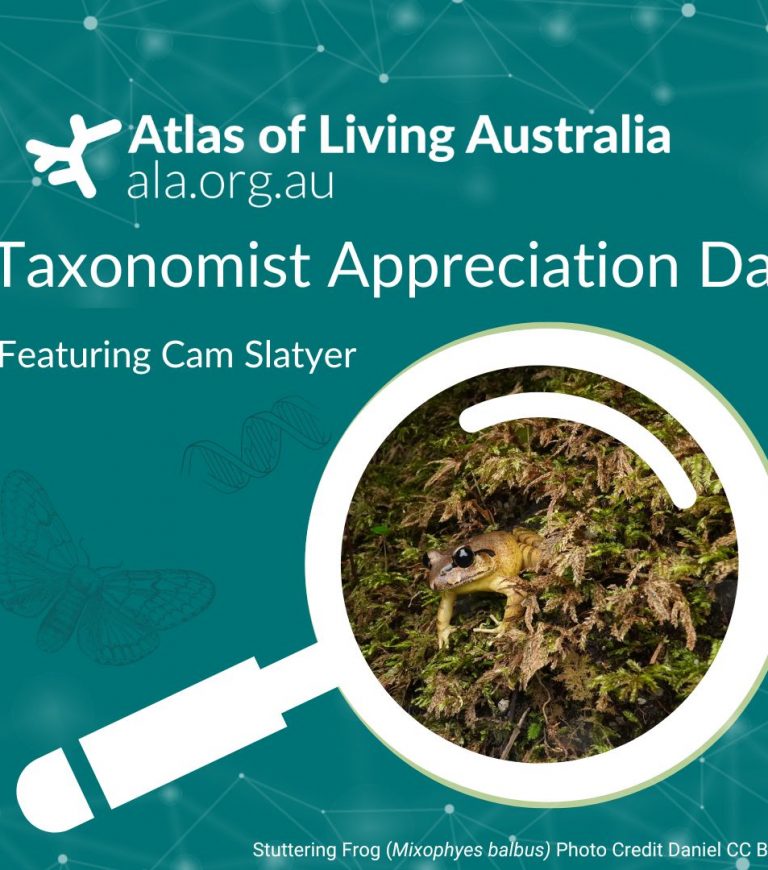 Atlas of Living Australia
ala.org.au
Taxonomist Appreciation Da
Featuring Cam Slatyer
Stuttering Frog (Mixophyes balbus) Photo Credit Daniel CC B